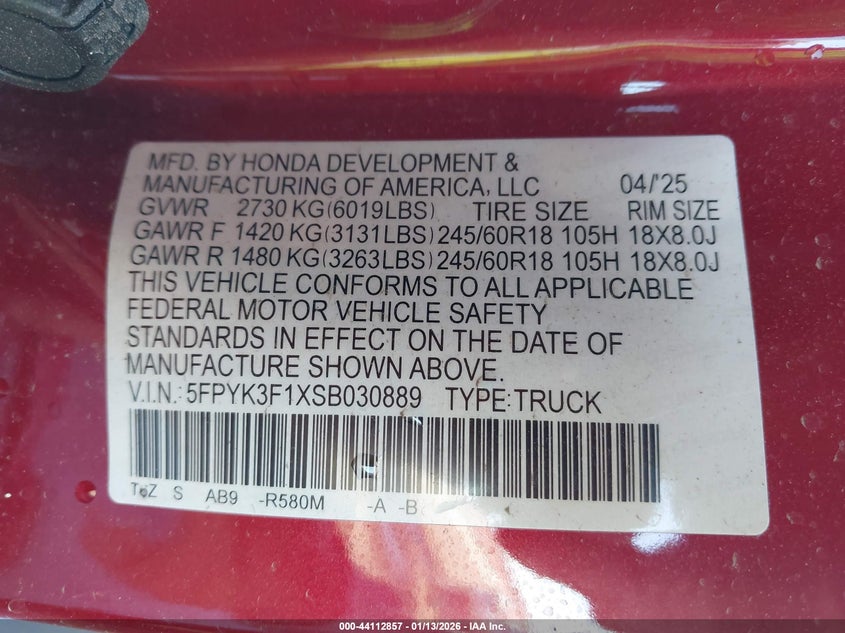 MFD. BY HONDA DEVELOPMENT &
MANUFACTURING OF AMERICA, LLC 04/'25
GVWR 2730 KG(6019LBS) TIRE SIZE RIM SIZE
GAWR F 1420 KG(3131LBS) 245/60R18 105H 18X8.0J
GAWR R 1480 KG(3263LBS) 245/60R18 105H 18X8.0J
THIS VEHICLE CONFORMS TO ALL APPLICABLE
FEDERAL MOTOR VEHICLE SAFETY
STANDARDS IN EFFECT ON THE DATE OF
MANUFACTURE SHOWN ABOVE.
V.I.N.: 5FPYK3F1XSB030889 TYPE: TRUCK
S AB9 -R580M -A -B
000-44112857 | 01/13/2026 | IAA Inc.